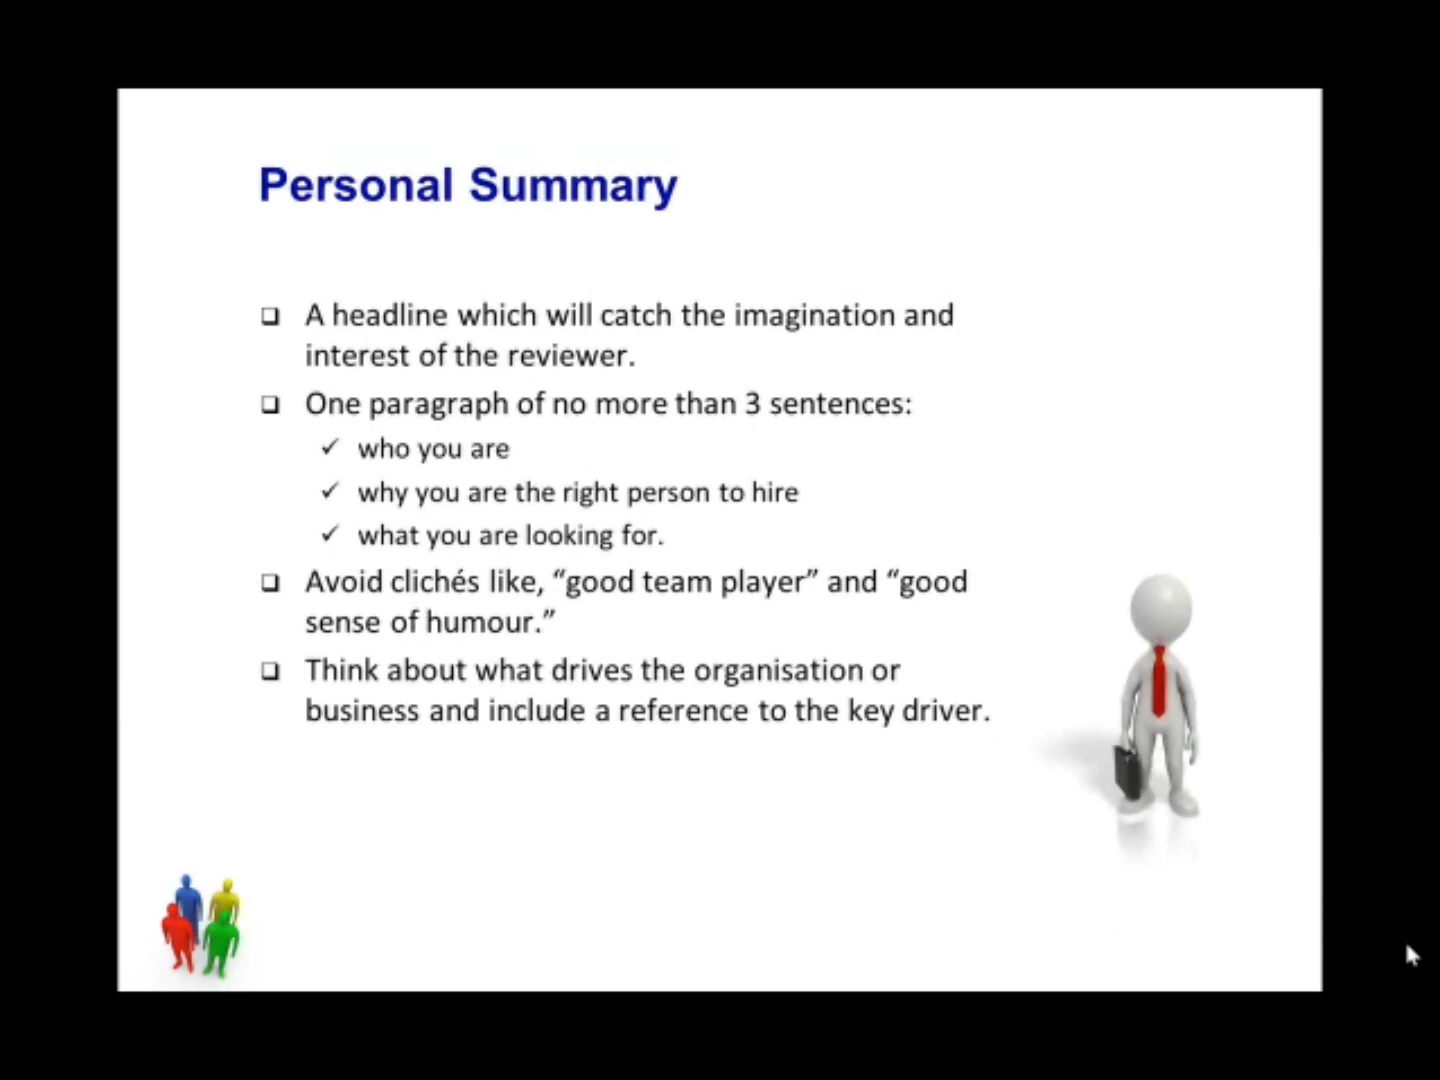 Personal Summary
❑ A headline which will catch the imagination and
interest of the reviewer.
❑ One paragraph of no more than 3 sentences:
✓ who you are
✓ why you are the right person to hire
✓ what you are looking for.
❑ Avoid clichés like, “good team player” and “good
sense of humour.”
❑ Think about what drives the organisation or
business and include a reference to the key driver.